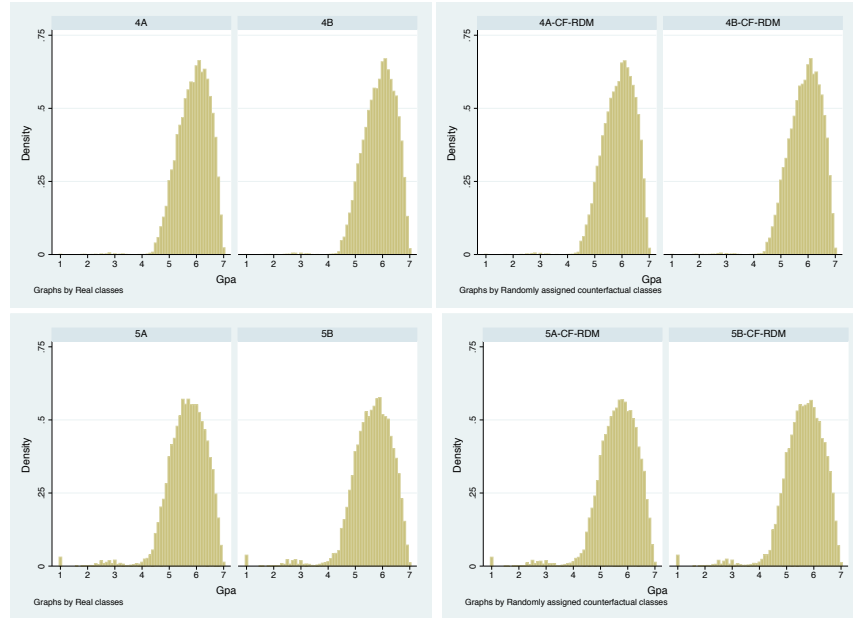 4A 4B
.75
.5
.25
0
Density
1 2 3 4 5 6 7 1 2 3 4 5 6 7
Gpa
Graphs by Real classes
4A-CF-RDM 4B-CF-RDM
.75
.5
.25
0
Density
1 2 3 4 5 6 7 1 2 3 4 5 6 7
Gpa
Graphs by Randomly assigned counterfactual classes
5A 5B
.75
.5
.25
0
Density
1 2 3 4 5 6 7 1 2 3 4 5 6 7
Gpa
Graphs by Real classes
5A-CF-RDM 5B-CF-RDM
.75
.5
.25
0
Density
1 2 3 4 5 6 7 1 2 3 4 5 6 7
Gpa
Graphs by Randomly assigned counterfactual classes